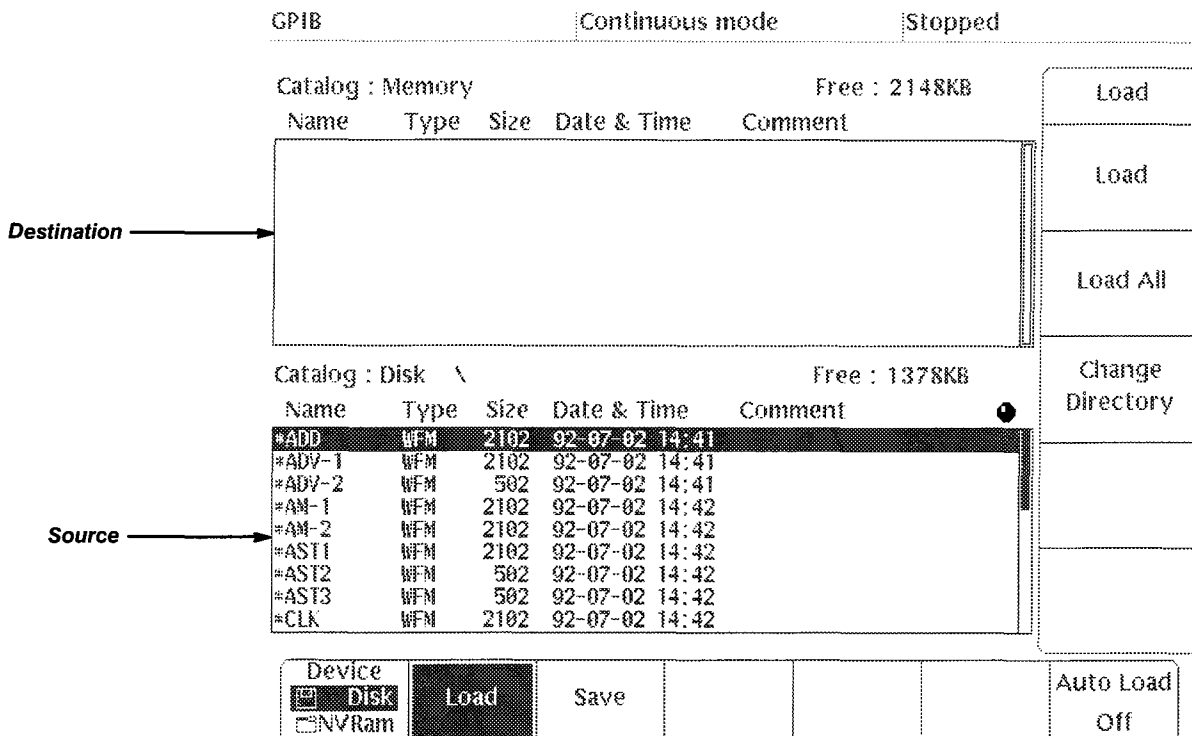 GPIB Continuous mode Stopped
Catalog : Memory Free : 2148KB
Name Type Size Date & Time Comment
Destination
Catalog : Disk \ Free : 1378KB
Name Type Size Date & Time Comment
*ADD WFM 2102 92-07-02 14:41
*ADV-1 WFM 2102 92-07-02 14:41
*ADV-2 WFM 502 92-07-02 14:41
*AM-1 WFM 2102 92-07-02 14:42
*AM-2 WFM 2102 92-07-02 14:42
*AST1 WFM 2102 92-07-02 14:42
*AST2 WFM 502 92-07-02 14:42
*AST3 WFM 502 92-07-02 14:42
*CLK WFM 2102 92-07-02 14:42
Source
Load
Load
Load All
Change
Directory
Device
Disk
NVRam
Load
Save
Auto Load
Off